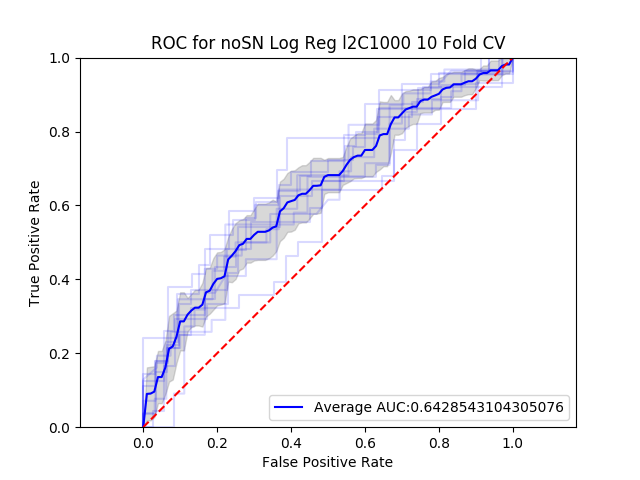 ROC for noSN Log Reg l2C1000 10 Fold CV
1.0
0.8
0.6
0.4
0.2
0.0
True Positive Rate
Average AUC:0.6428543104305076
0.0 0.2 0.4 0.6 0.8 1.0
False Positive Rate